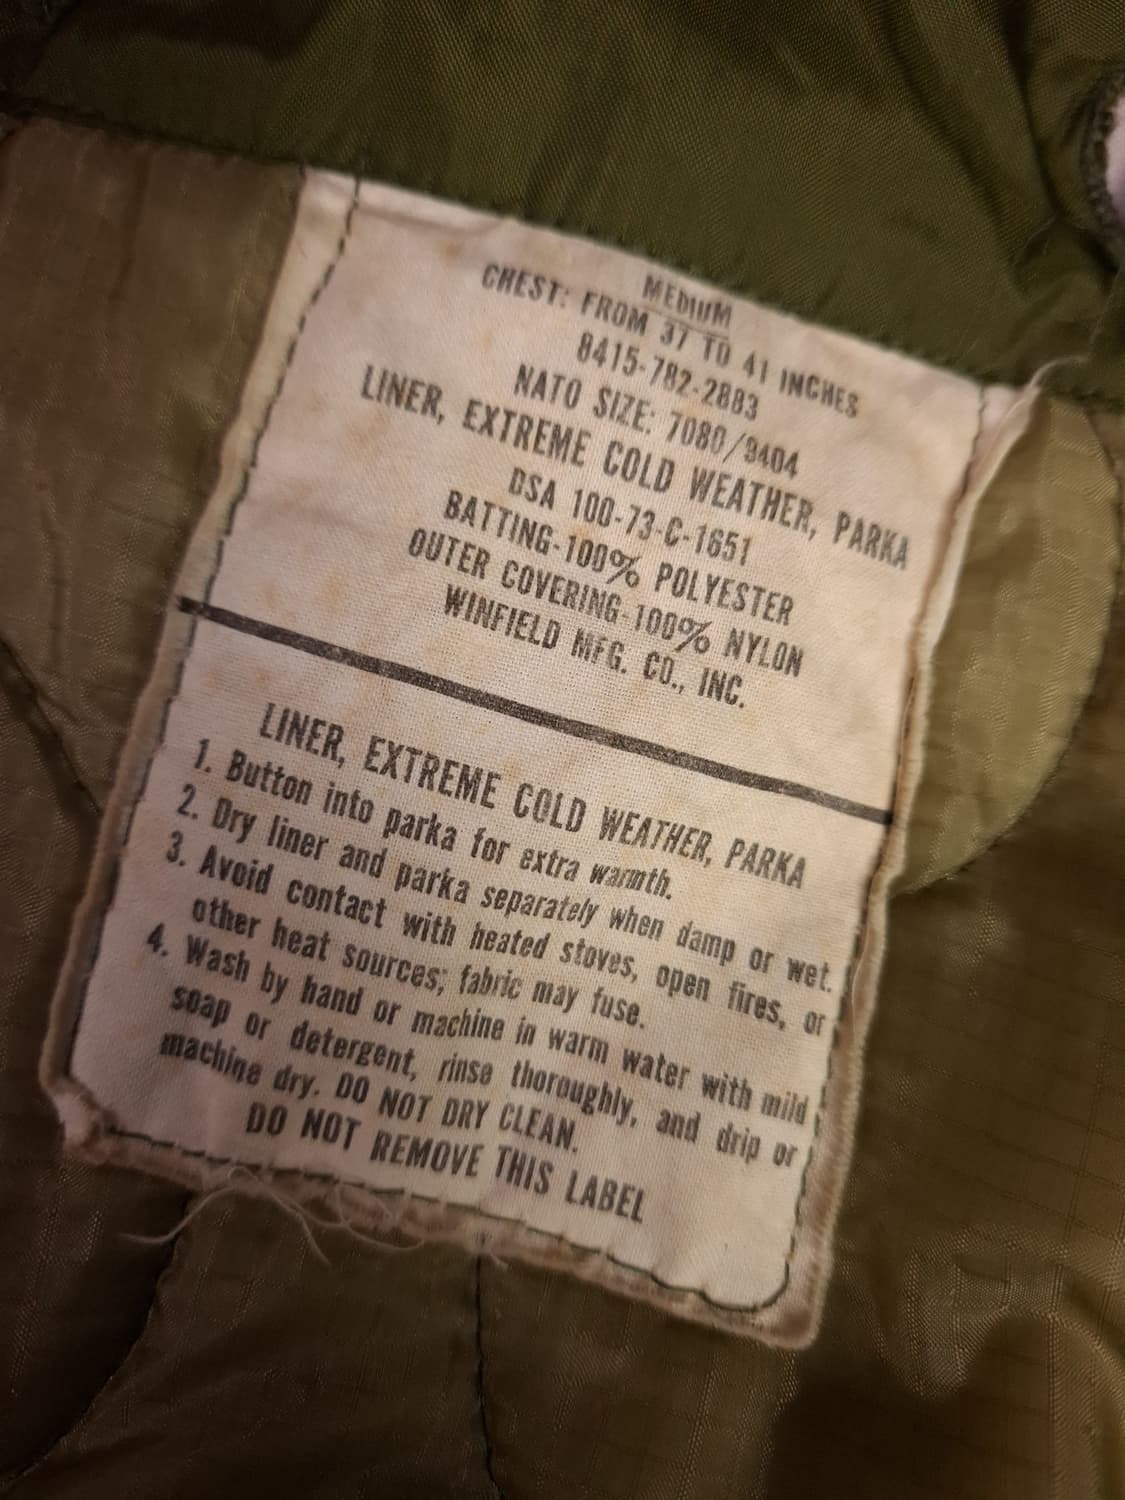 MEDIUM
CHEST: FROM 37 TO 41 INCHES
8415-782-2883
NATO SIZE: 7080/9404
LINER, EXTREME COLD WEATHER, PARKA
DSA 100-73-C-1651
BATTING-100% POLYESTER
OUTER COVERING-100% NYLON
WINFIELD MFG. CO., INC.
LINER, EXTREME COLD WEATHER, PARKA
1. Button into parka for extra warmth.
2. Dry liner and parka separately when damp or wet.
3. Avoid contact with heated stoves, open fires, or
other heat sources; fabric may fuse.
4. Wash by hand or machine in warm water with mild
soap or detergent, rinse thoroughly, and drip or
machine dry. DO NOT DRY CLEAN.
DO NOT REMOVE THIS LABEL